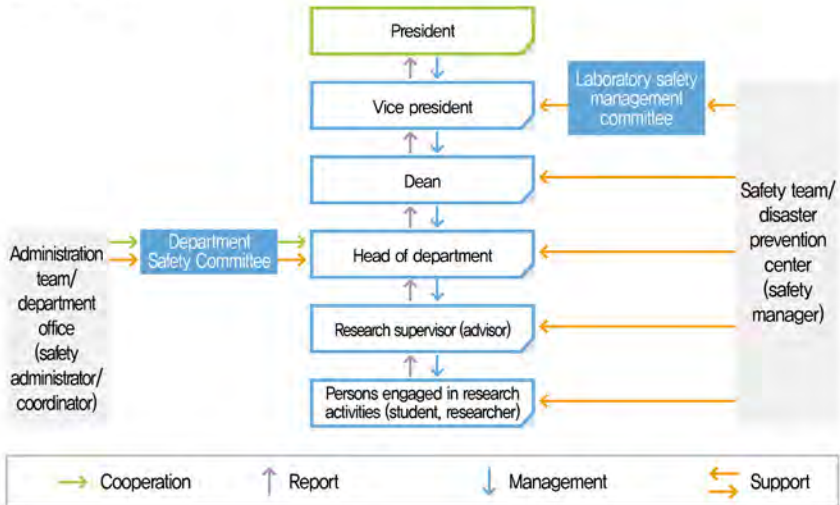 President
Vice president
Laboratory safety
management
committee
Dean
Safety team/
disaster
prevention
center
(safety
manager)
Administration
team/
department
office
(safety
administrator/
coordinator)
Department
Safety Committee
Head of department
Research supervisor (advisor)
Persons engaged in research
activities (student, researcher)
Cooperation
Report
Management
Support